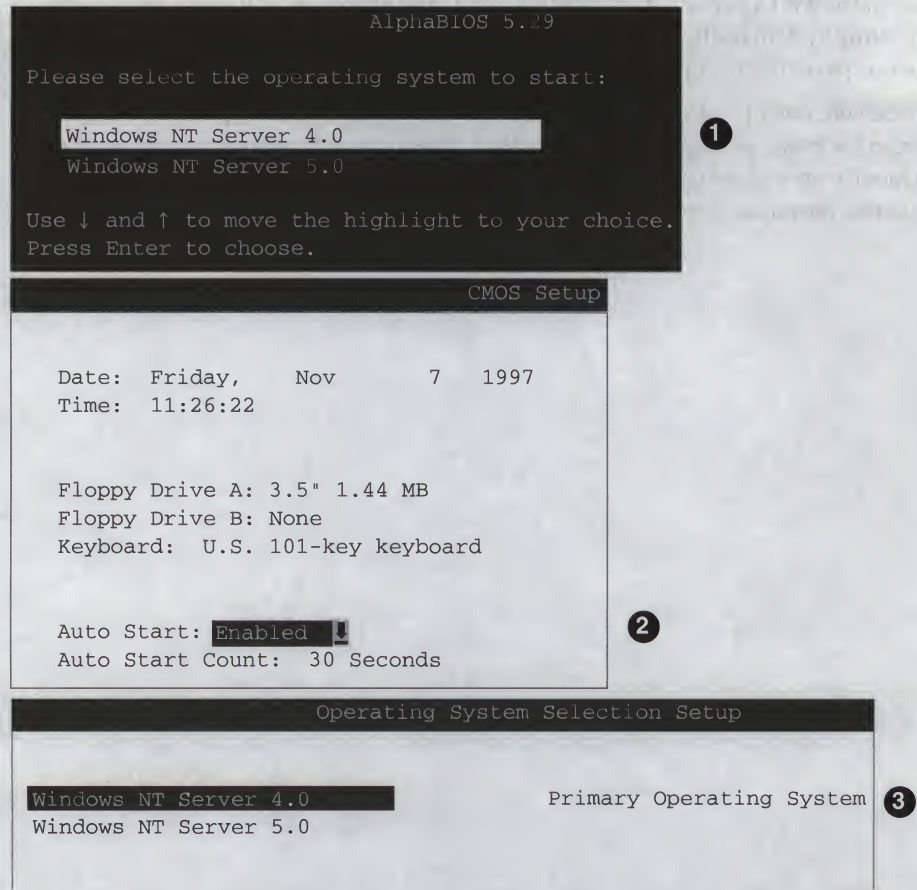 AlphaBIOS 5.29
Please select the operating system to start:
Windows NT Server 4.0
1
Windows NT Server 5.0
Use ↓ and ↑ to move the highlight to your choice.
Press Enter to choose.
CMOS Setup
Date: Friday, Nov 7 1997
Time: 11:26:22
Floppy Drive A: 3.5" 1.44 MB
Floppy Drive B: None
Keyboard: U.S. 101-key keyboard
Auto Start: Enabled
2
Auto Start Count: 30 Seconds
Operating System Selection Setup
Windows NT Server 4.0 Primary Operating System
3
Windows NT Server 5.0